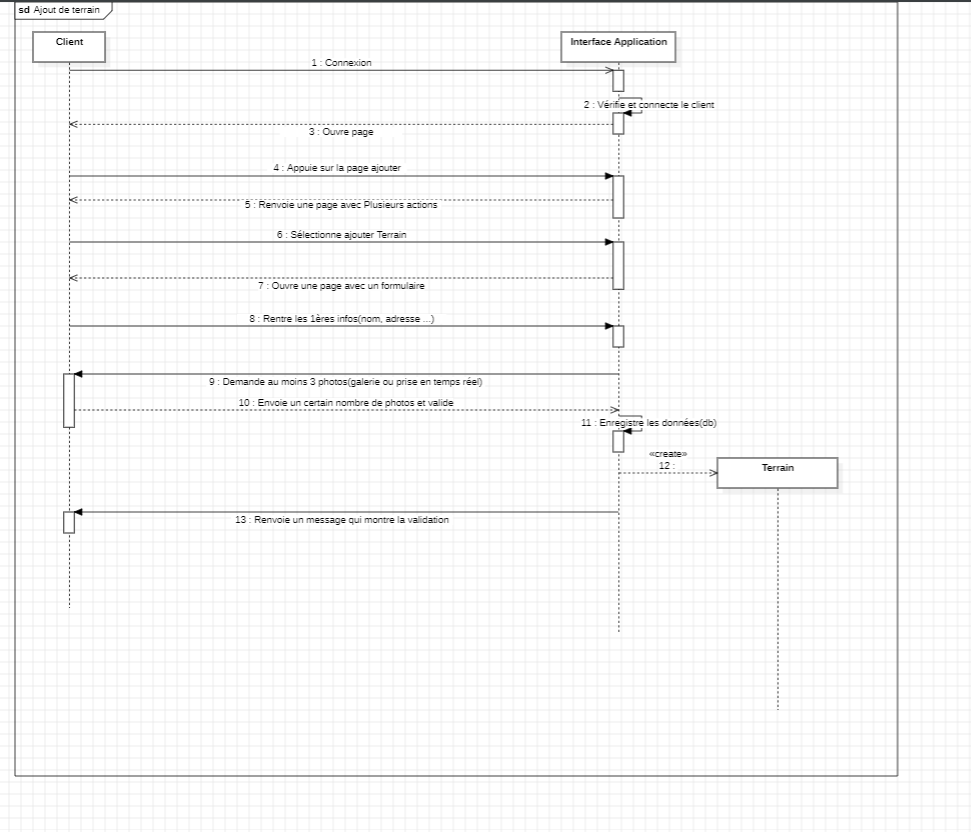 sd Ajout de terrain
Client
Interface Application
1 : Connexion
2 : Vérifie et connecte le client
3 : Ouvre page
4 : Appuie sur la page ajouter
5 : Renvoie une page avec Plusieurs actions
6 : Sélectionne ajouter Terrain
7 : Ouvre une page avec un formulaire
8 : Rentre les 1ères infos(nom, adresse ...)
9 : Demande au moins 3 photos(galerie ou prise en temps réel)
10 : Envoie un certain nombre de photos et valide
11 : Enregistre les données(db)
«create»
12 :
Terrain
13 : Renvoie un message qui montre la validation